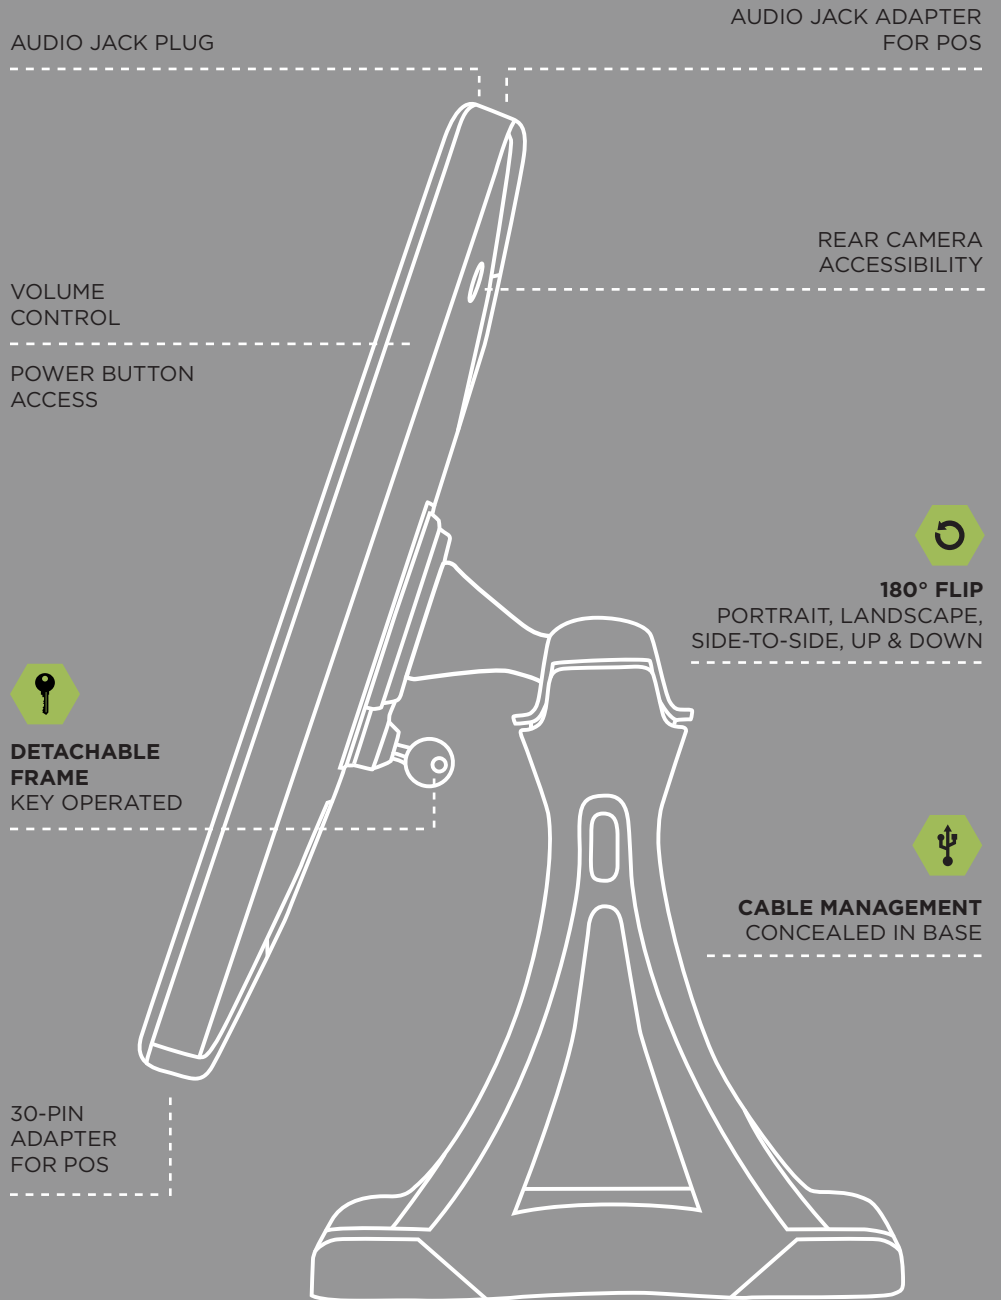 AUDIO JACK PLUG
AUDIO JACK ADAPTER
FOR POS
REAR CAMERA
ACCESSIBILITY
VOLUME
CONTROL
POWER BUTTON
ACCESS
180° FLIP
PORTRAIT, LANDSCAPE,
SIDE-TO-SIDE, UP & DOWN
DETACHABLE
FRAME
KEY OPERATED
CABLE MANAGEMENT
CONCEALED IN BASE
30-PIN
ADAPTER
FOR POS